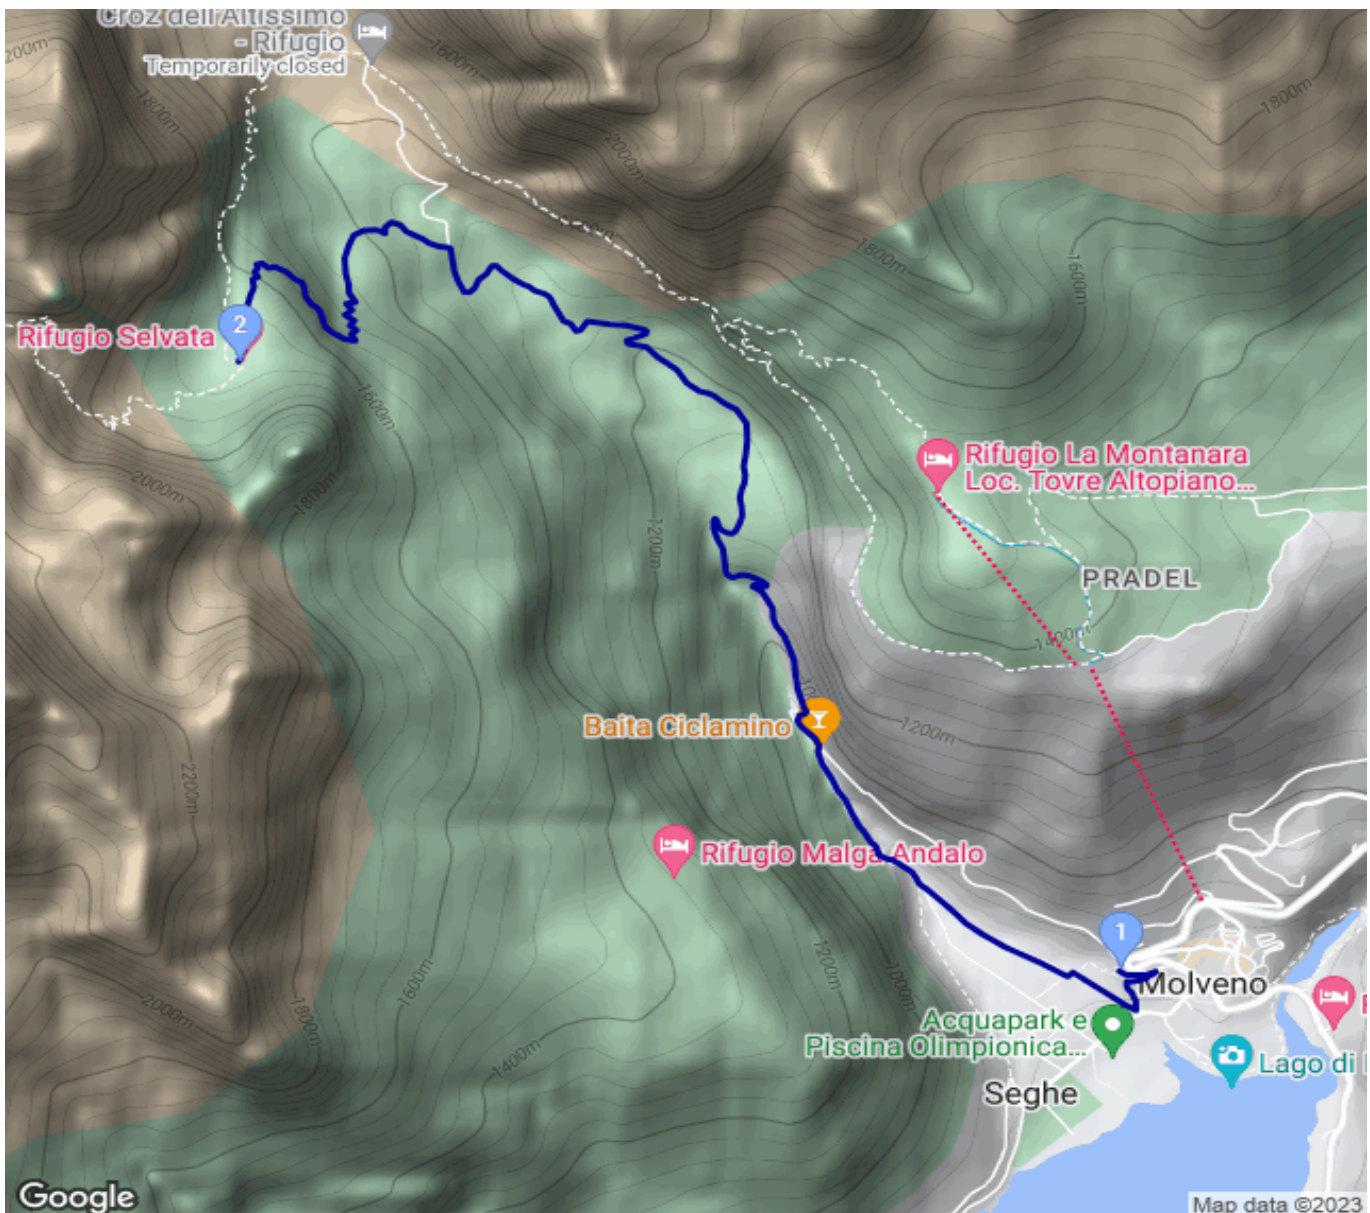 Croz dell'Altissimo
- Rifugio
Temporarily closed
1200m
1600m
1800m
1800m
2000m
1800m
1600m
2
Rifugio Selvata
1600m
2000m
1800m
1200m
Rifugio La Montanara
Loc. Tovre Altopiano...
PRADEL
1400m
Baita Ciclamino
1200m
2200m
Rifugio Malga Andalo
1
1200m
1000m
1600m
2000m
1800m
1400m
Molveno
Acquapark e
Piscina Olimpionica...
Lago di
Seghe
Google
Map data ©2023